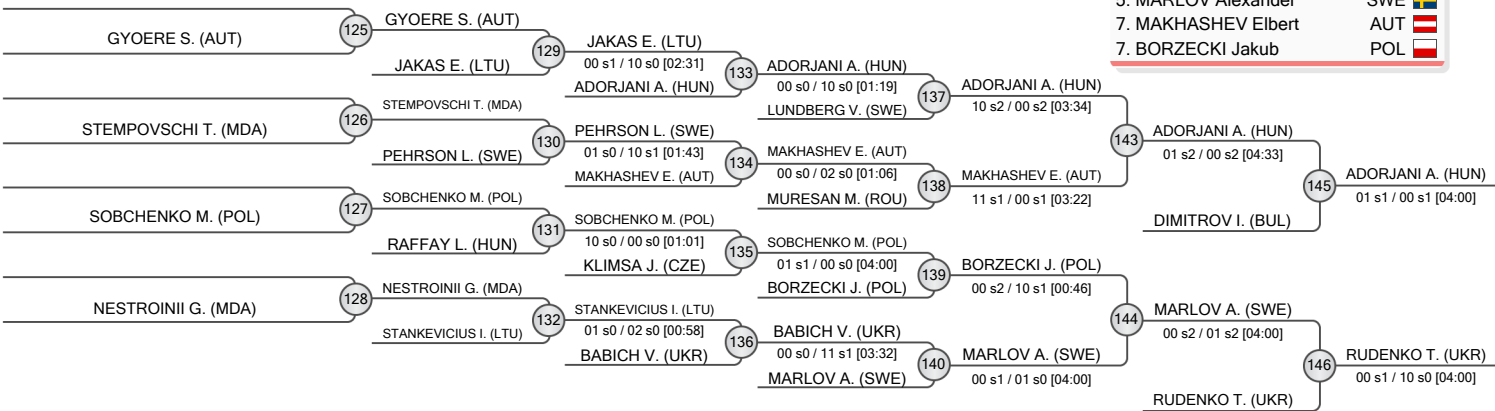 5. MARLOV Alexander SWE
7. MAKHASHEV Elbert AUT
7. BORZECKI Jakub POL
GYOERE S. (AUT)
STEMPOVSCHI T. (MDA)
SOBCHENKO M. (POL)
NESTROINII G. (MDA)
125
126
127
128
GYOERE S. (AUT)
JAKAS E. (LTU)
STEMPOVSCHI T. (MDA)
PEHRSON L. (SWE)
SOBCHENKO M. (POL)
RAFFAY L. (HUN)
NESTROINII G. (MDA)
STANKEVICIUS I. (LTU)
129
130
131
132
JAKAS E. (LTU)
00 s1 / 10 s0 [02:31]
ADORJANI A. (HUN)
PEHRSON L. (SWE)
01 s0 / 10 s1 [01:43]
MAKHASHEV E. (AUT)
SOBCHENKO M. (POL)
10 s0 / 00 s0 [01:01]
KLIMSA J. (CZE)
STANKEVICIUS I. (LTU)
01 s0 / 02 s0 [00:58]
BABICH V. (UKR)
133
134
135
136
ADORJANI A. (HUN)
00 s0 / 10 s0 [01:19]
LUNDBERG V. (SWE)
MAKHASHEV E. (AUT)
00 s0 / 02 s0 [01:06]
MURESAN M. (ROU)
SOBCHENKO M. (POL)
01 s1 / 00 s0 [04:00]
BORZECKI J. (POL)
BABICH V. (UKR)
00 s0 / 11 s1 [03:32]
MARLOV A. (SWE)
137
138
139
140
ADORJANI A. (HUN)
10 s2 / 00 s2 [03:34]
MAKHASHEV E. (AUT)
11 s1 / 00 s1 [03:22]
BORZECKI J. (POL)
00 s2 / 10 s1 [00:46]
MARLOV A. (SWE)
00 s1 / 01 s0 [04:00]
143
144
ADORJANI A. (HUN)
01 s2 / 00 s2 [04:33]
DIMITROV I. (BUL)
MARLOV A. (SWE)
00 s2 / 01 s2 [04:00]
RUDENKO T. (UKR)
145
146
ADORJANI A. (HUN)
01 s1 / 00 s1 [04:00]
RUDENKO T. (UKR)
00 s1 / 10 s0 [04:00]